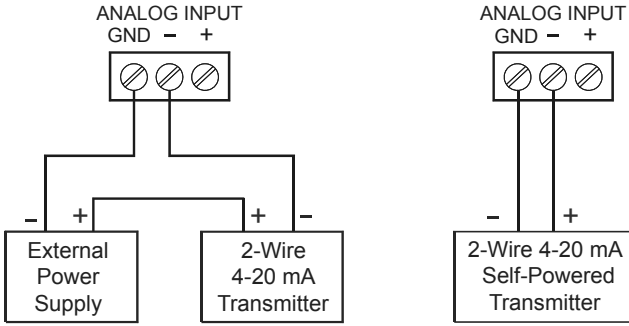 ANALOG INPUT
GND – +
– +
+ –
External
Power
Supply
2-Wire
4-20 mA
Transmitter
ANALOG INPUT
GND – +
– +
2-Wire 4-20 mA
Self-Powered
Transmitter